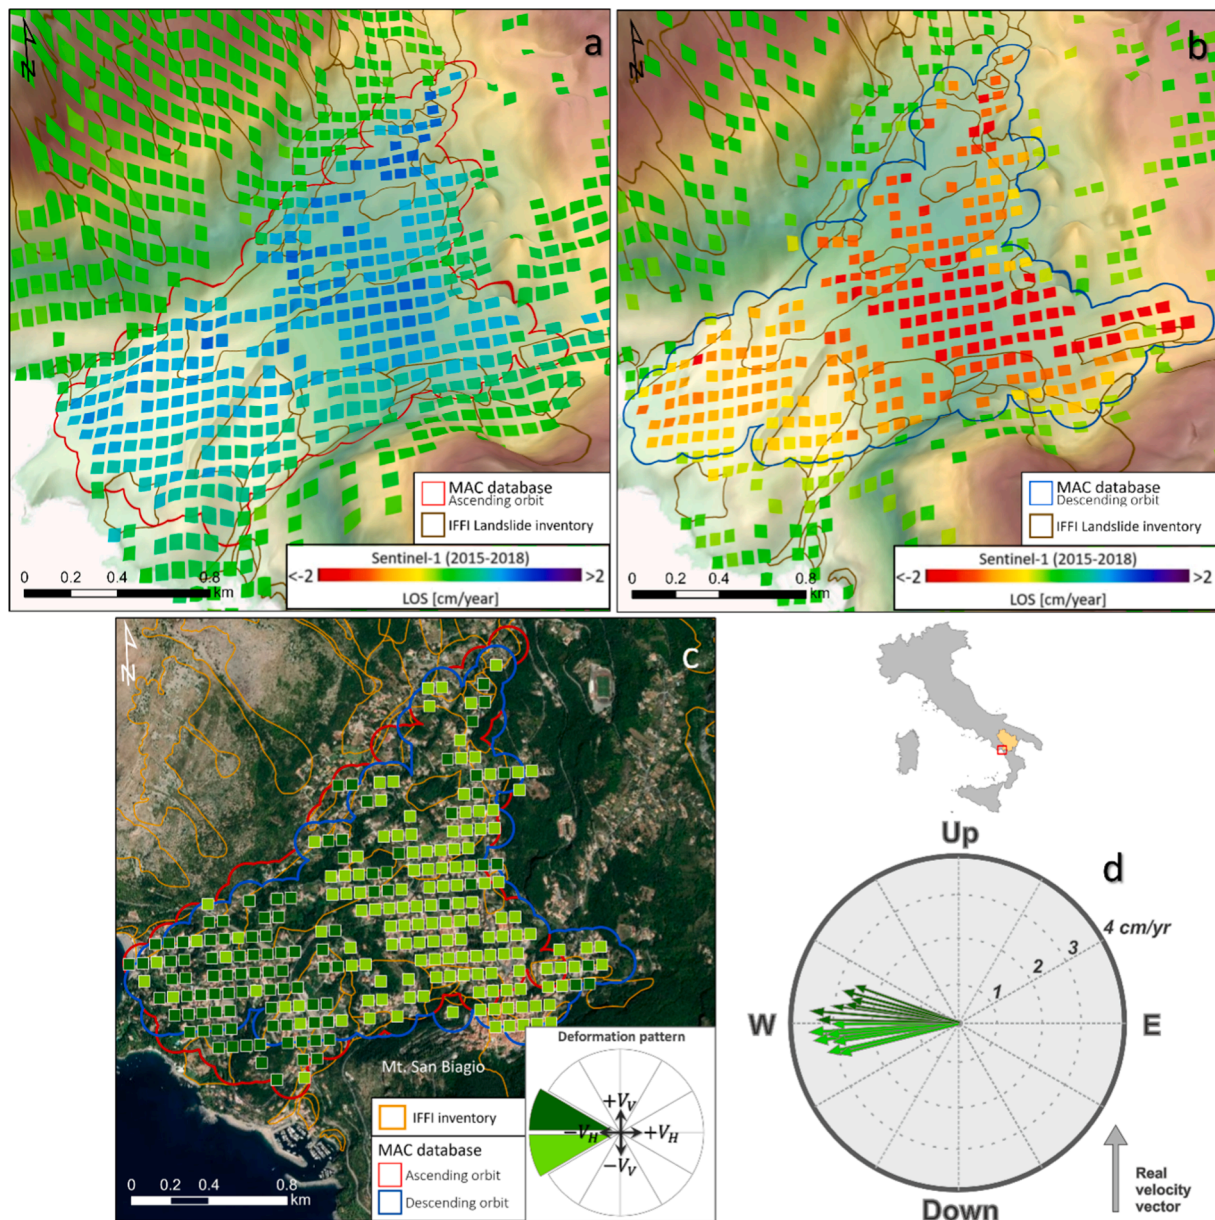 a
N
MAC database
Ascending orbit
IFFI Landslide inventory
Sentinel-1 (2015-2018)
<-2
>2
LOS [cm/year]
0 0.2 0.4 0.8
km
b
N
MAC database
Descending orbit
IFFI Landslide inventory
Sentinel-1 (2015-2018)
<-2
>2
LOS [cm/year]
0 0.2 0.4 0.8
km
c
N
Mt. San Biagio
Deformation pattern
+V_V
−V_H
+V_H
−V_V
IFFI inventory
MAC database
Ascending orbit
Descending orbit
0 0.2 0.4 0.8
km
d
Up
4 cm/yr
3
2
1
W
E
Down
Real
velocity
vector